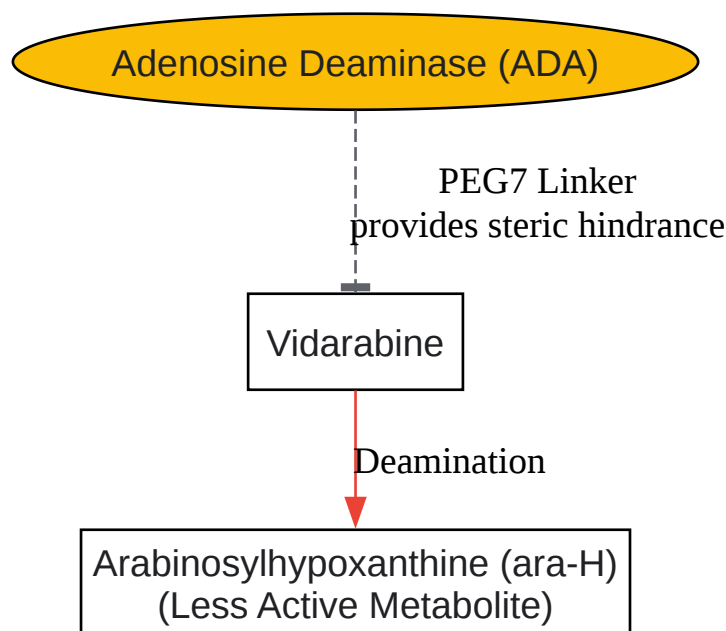 Adenosine Deaminase (ADA)
PEG7 Linker
provides steric hindrance
Vidarabine
Deamination
Arabinosylhypoxanthine (ara-H)
(Less Active Metabolite)